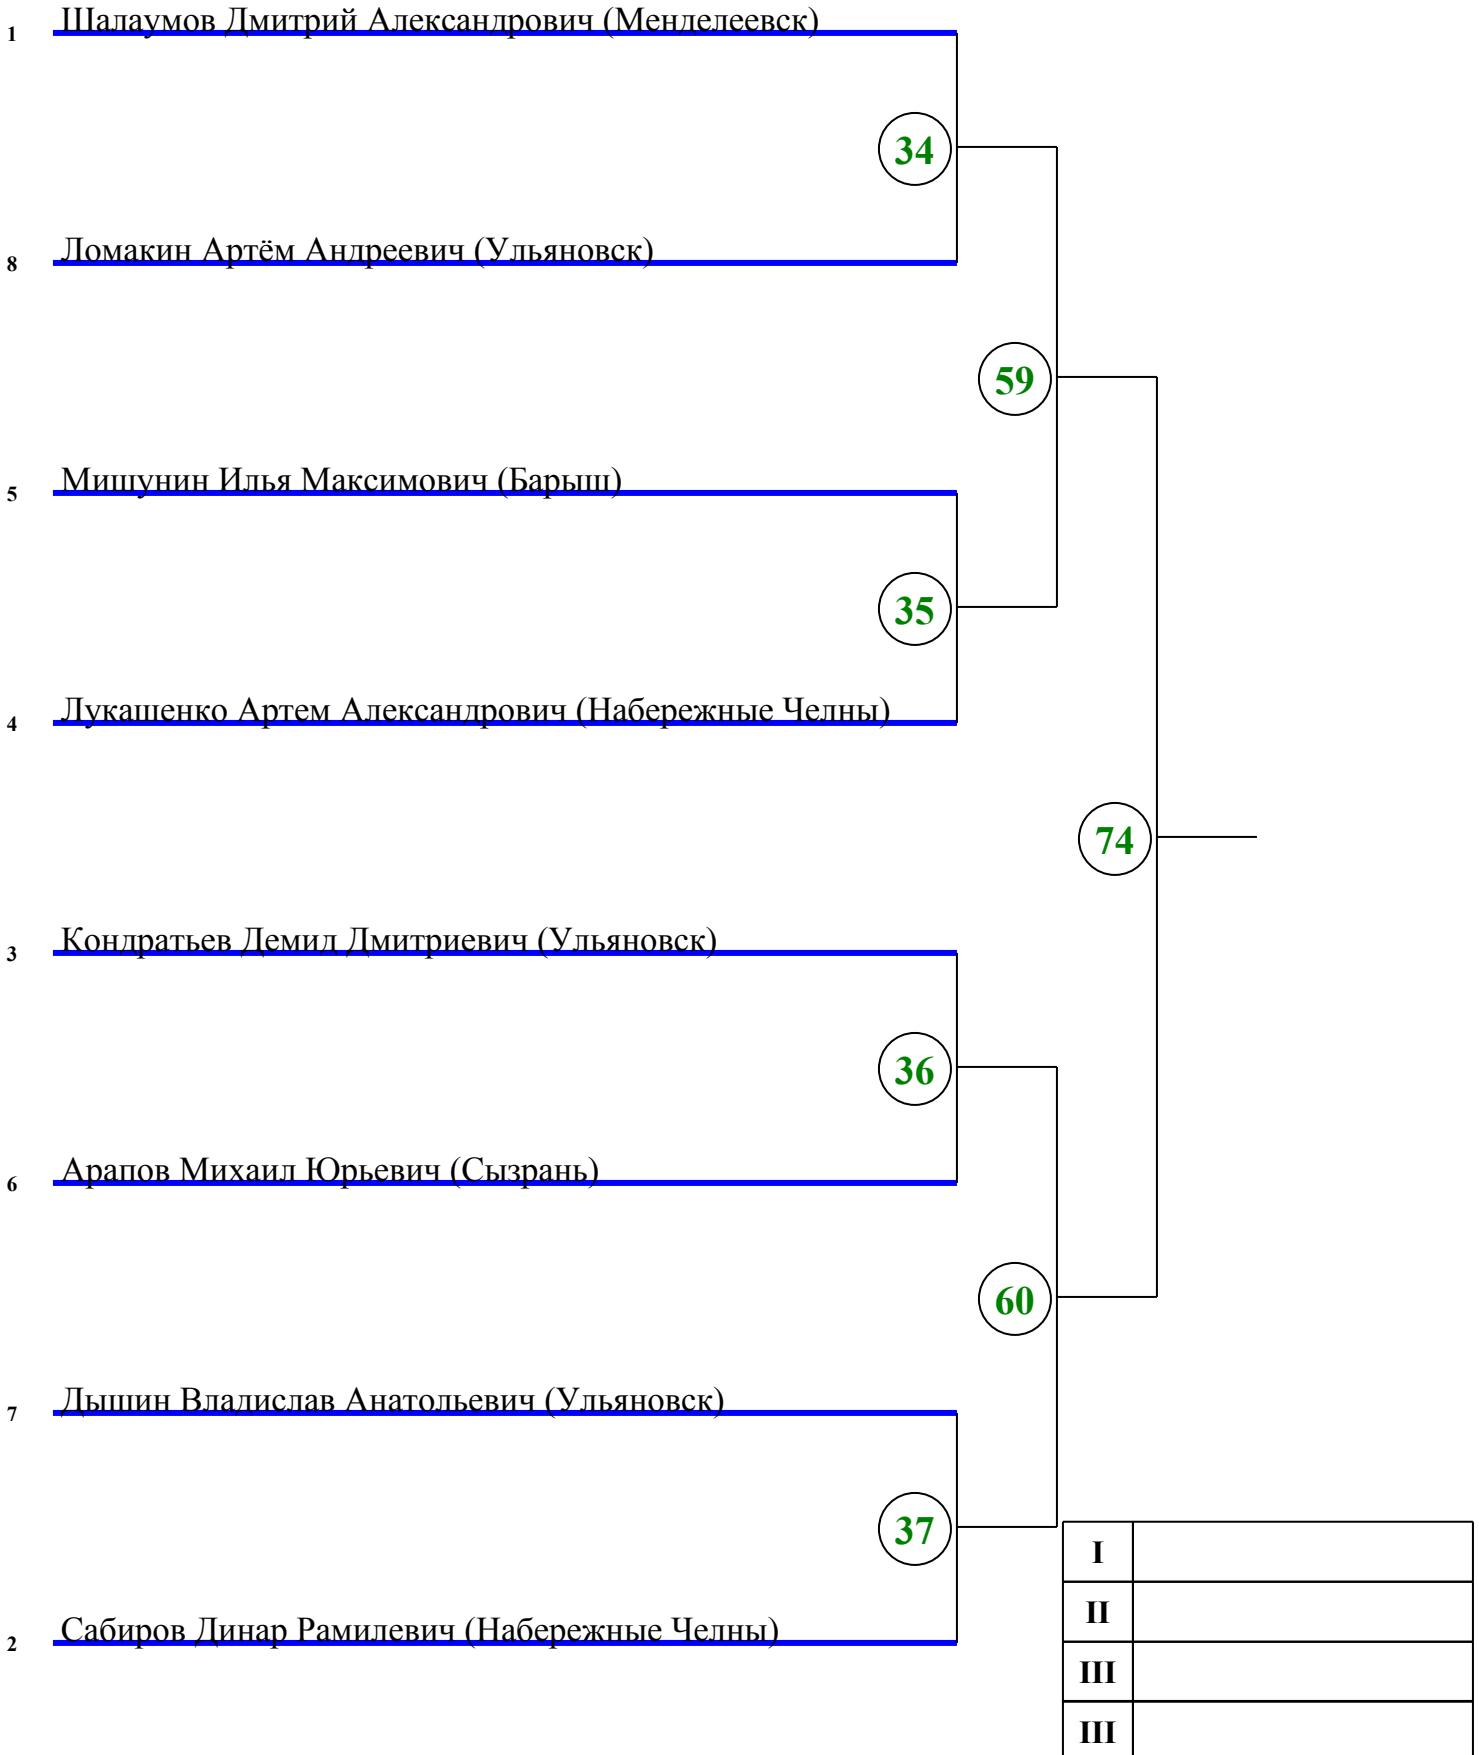 1 Шалаумов Дмитрий Александрович (Менделеевск)
34
8 Ломакин Артём Андреевич (Ульяновск)
59
5 Мишунин Илья Максимович (Барыш)
35
4 Лукашенко Артем Александрович (Набережные Челны)
74
3 Кондратьев Демид Дмитриевич (Ульяновск)
36
6 Арапов Михаил Юрьевич (Сызрань)
60
7 Дышин Владислав Анатольевич (Ульяновск)
37
I
II
2 Сабиров Динар Рамилевич (Набережные Челны)
III
III